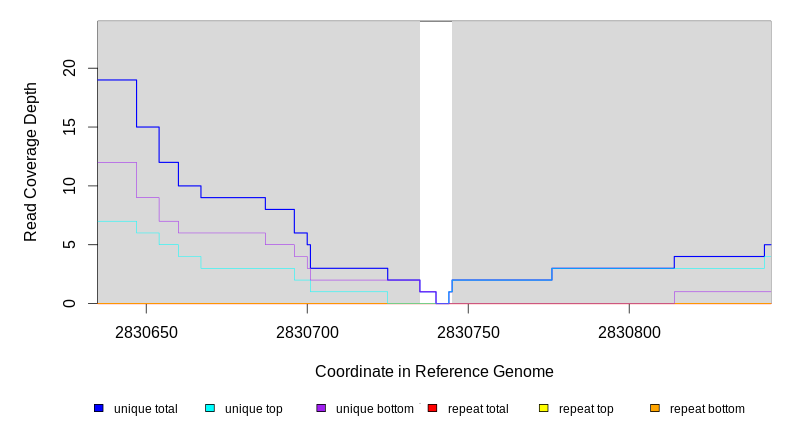 20
15
10
5
0
Read Coverage Depth
2830650 2830700 2830750 2830800
Coordinate in Reference Genome
unique total unique top unique bottom repeat total repeat top repeat bottom